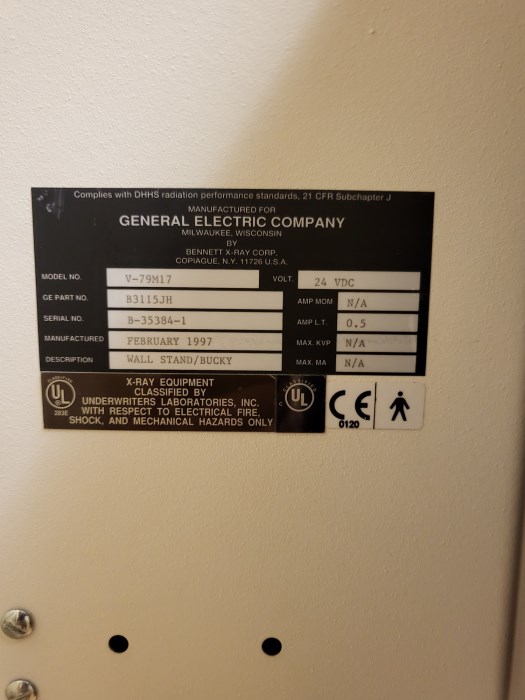 Complies with DHHS radiation performance standards, 21 CFR Subchapter J
MANUFACTURED FOR
GENERAL ELECTRIC COMPANY
MILWAUKEE, WISCONSIN
BY
BENNETT X-RAY CORP.
COPIAGUE, N.Y. 11726 U.S.A.
MODEL NO. V-79M17 VOLT. 24 VDC
GE PART NO. B3115JH AMP MOM N/A
SERIAL NO. B-35384-1 AMP L.T. 0.5
MANUFACTURED FEBRUARY 1997 MAX. KVP N/A
DESCRIPTION WALL STAND/BUCKY MAX. MA N/A
CLASSIFIED
UL
283E
X-RAY EQUIPMENT
CLASSIFIED BY
UNDERWRITERS LABORATORIES, INC.
WITH RESPECT TO ELECTRICAL FIRE,
SHOCK, AND MECHANICAL HAZARDS ONLY
CLASSIFIED
C UL
CE
0120